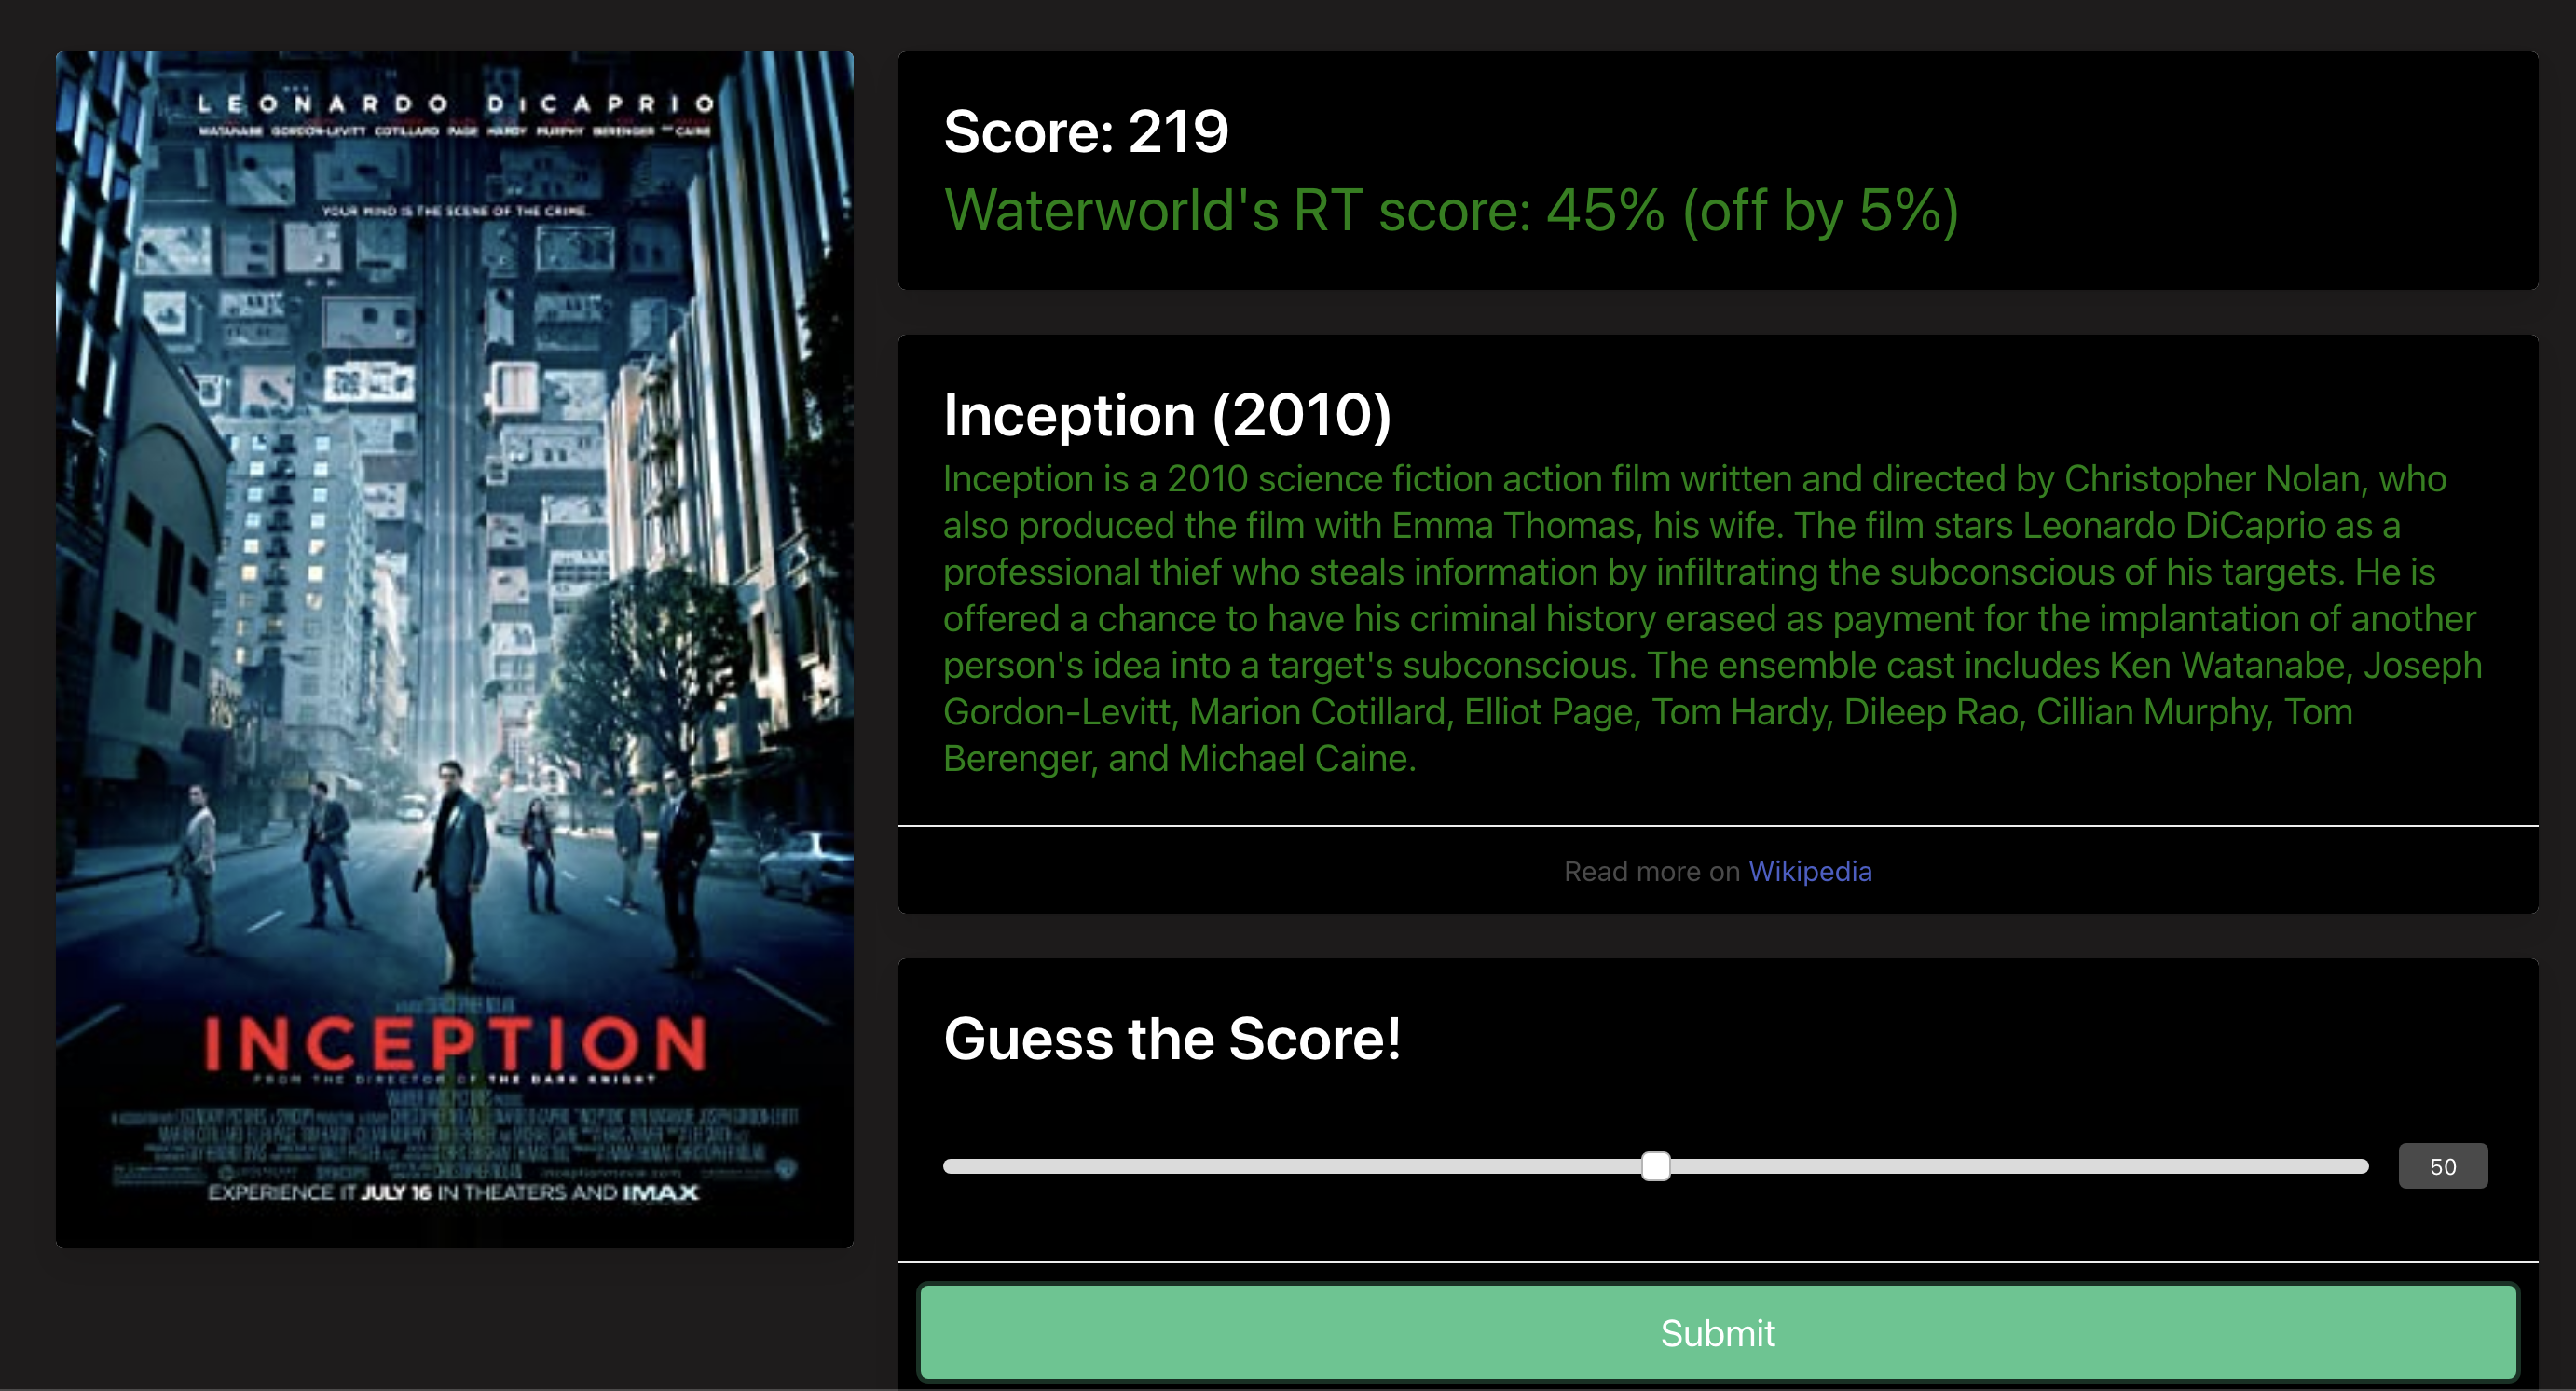 LEONARDO DiCAPRIO
WATANABE GORDON-LEVITT COTILLARD PAGE HARDY MURPHY BERENGER AND CAINE
YOUR MIND IS THE SCENE OF THE CRIME.
INCEPTION
FROM THE DIRECTOR OF THE DARK KNIGHT
EXPERIENCE IT JULY 16 IN THEATERS AND IMAX
Score: 219
Waterworld's RT score: 45% (off by 5%)
Inception (2010)
Inception is a 2010 science fiction action film written and directed by Christopher Nolan, who
also produced the film with Emma Thomas, his wife. The film stars Leonardo DiCaprio as a
professional thief who steals information by infiltrating the subconscious of his targets. He is
offered a chance to have his criminal history erased as payment for the implantation of another
person's idea into a target's subconscious. The ensemble cast includes Ken Watanabe, Joseph
Gordon-Levitt, Marion Cotillard, Elliot Page, Tom Hardy, Dileep Rao, Cillian Murphy, Tom
Berenger, and Michael Caine.
Read more on Wikipedia
Guess the Score!
50
Submit